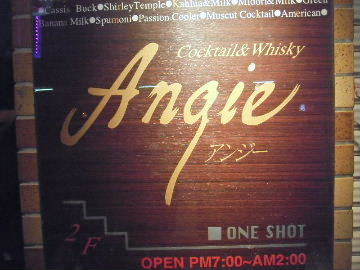 ●Cassis Buck●ShirleyTemple●Kahlua&Milk●Midori&Milk●Green
Banana Milk●Spumoni●Passion Cooler●Muscut Cocktail●American●
Cocktail&Whisky
Angie
アンジー
2F
■ONE SHOT
OPEN PM7:00~AM2:00